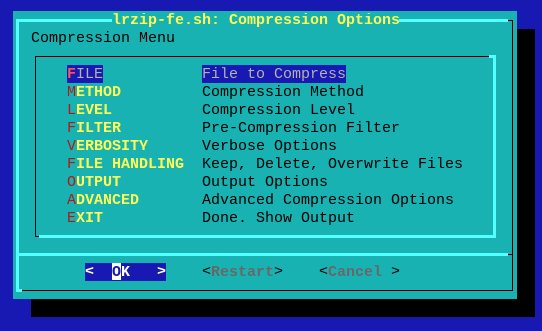 lrzip-fe.sh: Compression Options
Compression Menu
FILE File to Compress
METHOD Compression Method
LEVEL Compression Level
FILTER Pre-Compression Filter
VERBOSITY Verbose Options
FILE HANDLING Keep, Delete, Overwrite Files
OUTPUT Output Options
ADVANCED Advanced Compression Options
EXIT Done. Show Output
< OK > <Restart> <Cancel >